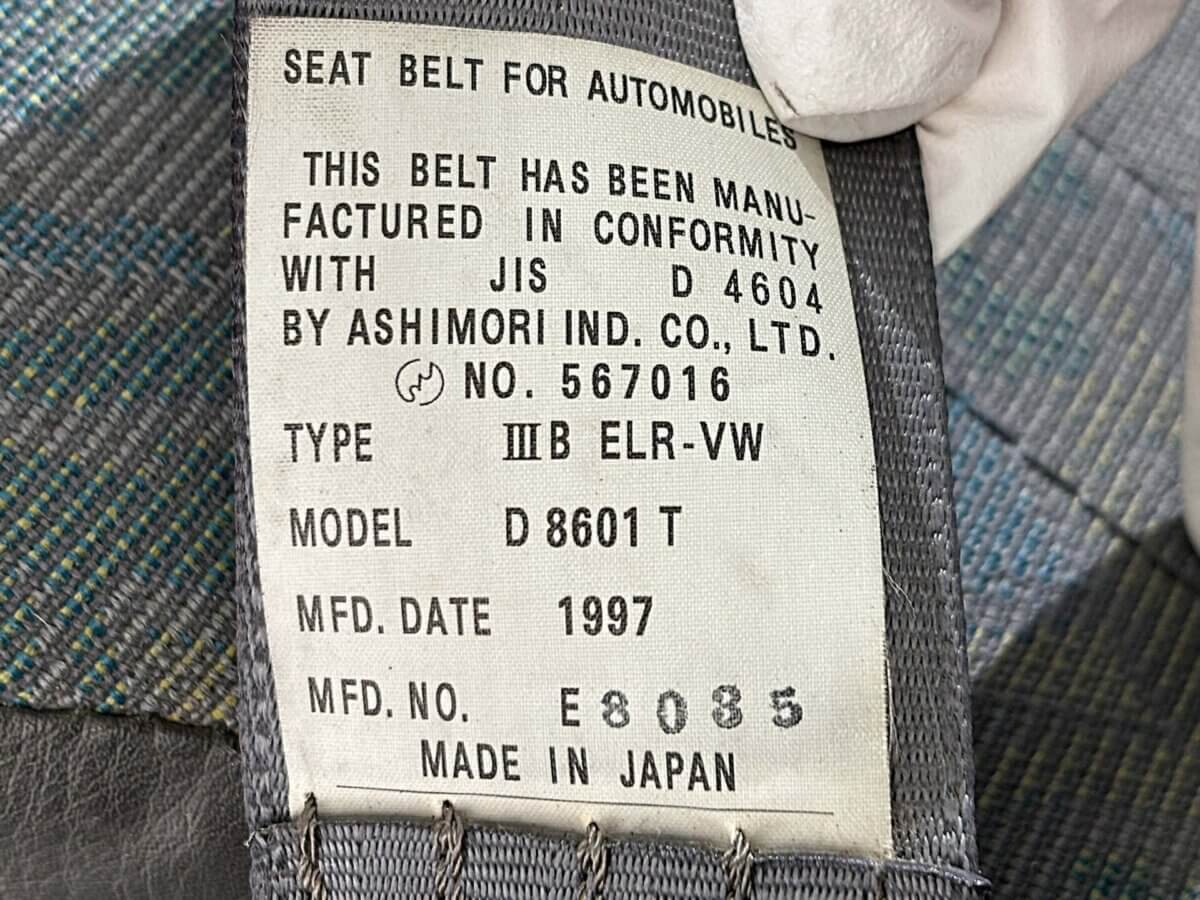 SEAT BELT FOR AUTOMOBILES
THIS BELT HAS BEEN MANU-
FACTURED IN CONFORMITY
WITH JIS D 4604
BY ASHIMORI IND. CO., LTD.
NO. 567016
TYPE ⅢB ELR-VW
MODEL D 8601 T
MFD. DATE 1997
MFD. NO. E 8085
MADE IN JAPAN